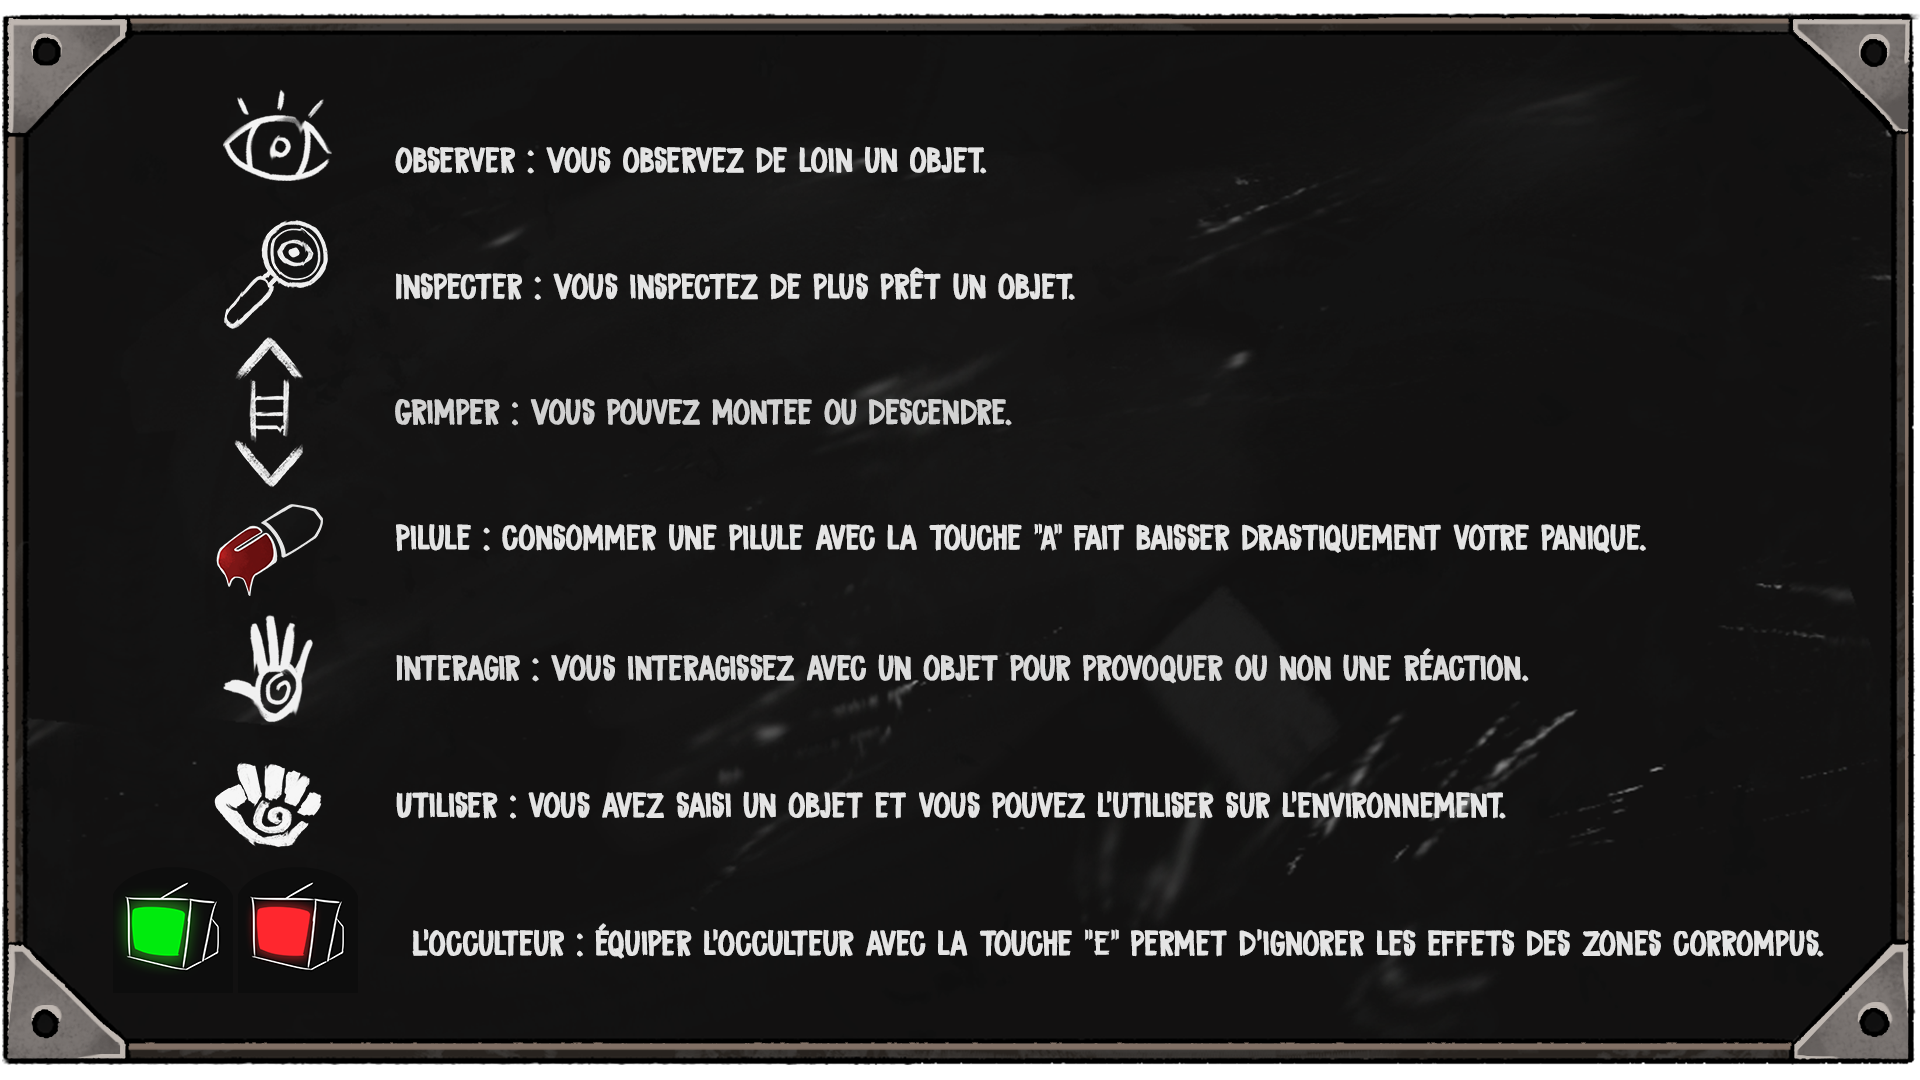 OBSERVER : VOUS OBSERVEZ DE LOIN UN OBJET.
INSPECTER : VOUS INSPECTEZ DE PLUS PRÊT UN OBJET.
GRIMPER : VOUS POUVEZ MONTEE OU DESCENDRE.
PILULE : CONSOMMER UNE PILULE AVEC LA TOUCHE "A" FAIT BAISSER DRASTIQUEMENT VOTRE PANIQUE.
INTERAGIR : VOUS INTERAGISSEZ AVEC UN OBJET POUR PROVOQUER OU NON UNE RÉACTION.
UTILISER : VOUS AVEZ SAISI UN OBJET ET VOUS POUVEZ L'UTILISER SUR L'ENVIRONNEMENT.
L'OCCULTEUR : ÉQUIPER L'OCCULTEUR AVEC LA TOUCHE "E" PERMET D'IGNORER LES EFFETS DES ZONES CORROMPUS.